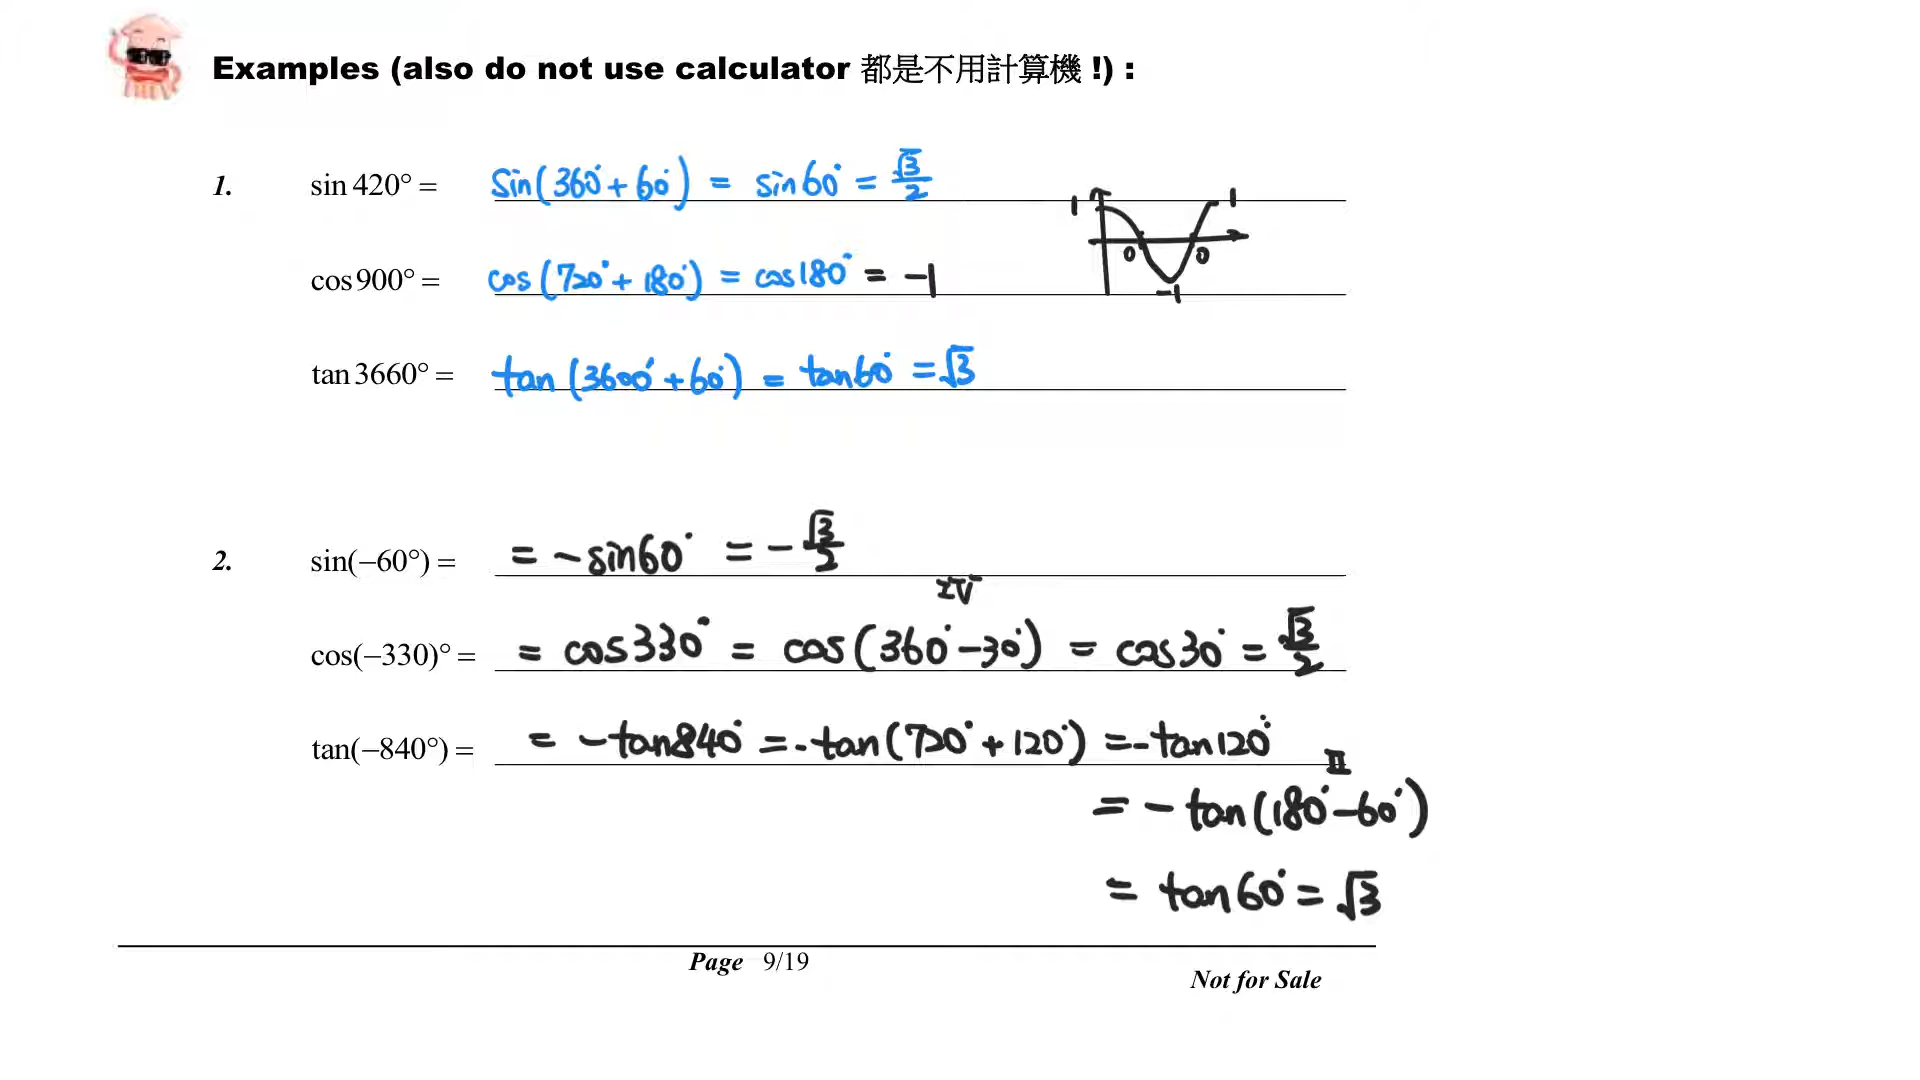 Examples (also do not use calculator 都是不用計算機 !) :
1. sin 420° = sin(360° + 60°) = sin60° = √3/2
1 1
0 0
-1
cos 900° = cos(720° + 180°) = cos180° = -1
tan 3660° = tan(3600° + 60°) = tan60° = √3
2. sin(−60°) = = -sin60° = -√3/2
IV
cos(−330)° = = cos330° = cos(360° - 30°) = cos30° = √3/2
tan(−840°) = = -tan840° = -tan(720° + 120°) = -tan120°
II
= -tan(180° - 60°)
= tan60° = √3
Page 9/19
Not for Sale